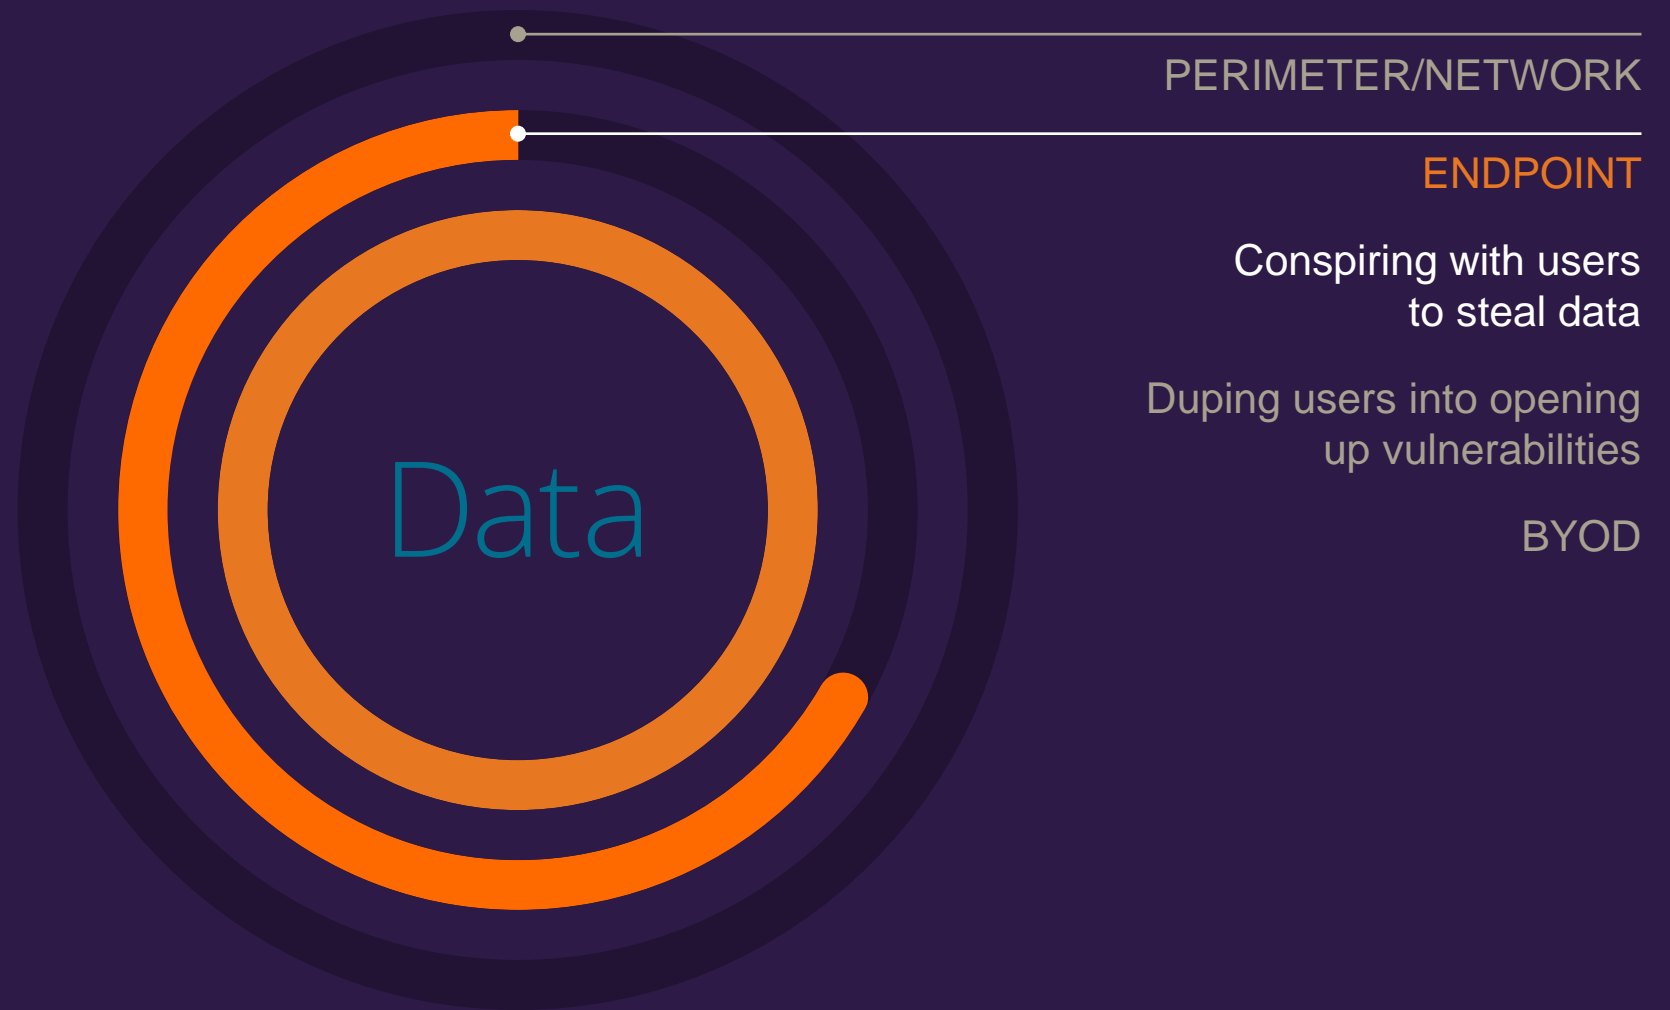 PERIMETER/NETWORK
ENDPOINT
Conspiring with users
to steal data
Duping users into opening
up vulnerabilities
BYOD
Data